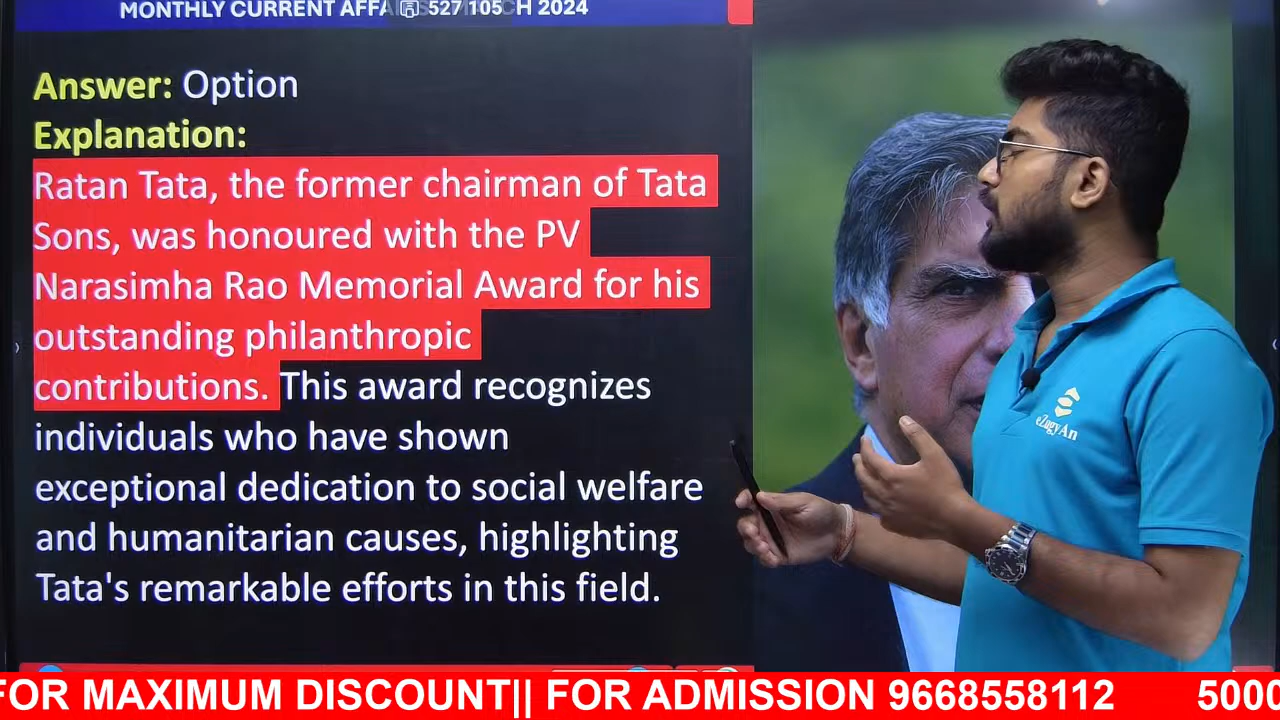 MONTHLY CURRENT AFFA 527 105 CH 2024
Answer: Option
Explanation:
Ratan Tata, the former chairman of Tata
Sons, was honoured with the PV
Narasimha Rao Memorial Award for his
outstanding philanthropic
contributions. This award recognizes
individuals who have shown
exceptional dedication to social welfare
and humanitarian causes, highlighting
Tata's remarkable efforts in this field.
eZugyAn
FOR MAXIMUM DISCOUNT|| FOR ADMISSION 9668558112 5000